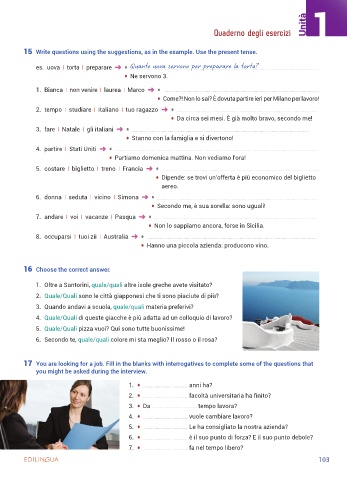 Quaderno degli esercizi
Unità 1
15 Write questions using the suggestions, as in the example. Use the present tense.
es. uova | torta | preparare ➜ • Quante uova servono per preparare la torta?
• Ne servono 3.
1. Bianca | non venire | laurea | Marco ➜ •
• Come?! Non lo sai? È dovuta partire ieri per Milano per lavoro!
2. tempo | studiare | italiano | tuo ragazzo ➜ •
• Da circa sei mesi. È già molto bravo, secondo me!
3. fare | Natale | gli italiani ➜ •
• Stanno con la famiglia e si divertono!
4. partire | Stati Uniti ➜ •
• Partiamo domenica mattina. Non vediamo l'ora!
5. costare | biglietto | treno | Francia ➜ •
• Dipende: se trovi un'offerta è più economico del biglietto
aereo.
6. donna | seduta | vicino | Simona ➜ •
• Secondo me, è sua sorella: sono uguali!
7. andare | voi | vacanze | Pasqua ➜ •
• Non lo sappiamo ancora, forse in Sicilia.
8. occuparsi | tuoi zii | Australia ➜ •
• Hanno una piccola azienda: producono vino.
16 Choose the correct answer.
1. Oltre a Santorini, quale/quali altre isole greche avete visitato?
2. Quale/Quali sono le città giapponesi che ti sono piaciute di più?
3. Quando andavi a scuola, quale/quali materia preferivi?
4. Quale/Quali di queste giacche è più adatta ad un colloquio di lavoro?
5. Quale/Quali pizza vuoi? Qui sono tutte buonissime!
6. Secondo te, quale/quali colore mi sta meglio? Il rosso o il rosa?
17 You are looking for a job. Fill in the blanks with interrogatives to complete some of the questions that
you might be asked during the interview.
1. • anni ha?
2. • facoltà universitaria ha finito?
3. • Da tempo lavora?
4. • vuole cambiare lavoro?
5. • Le ha consigliato la nostra azienda?
6. • è il suo punto di forza? E il suo punto debole?
7. • fa nel tempo libero?
EDILINGUA
103